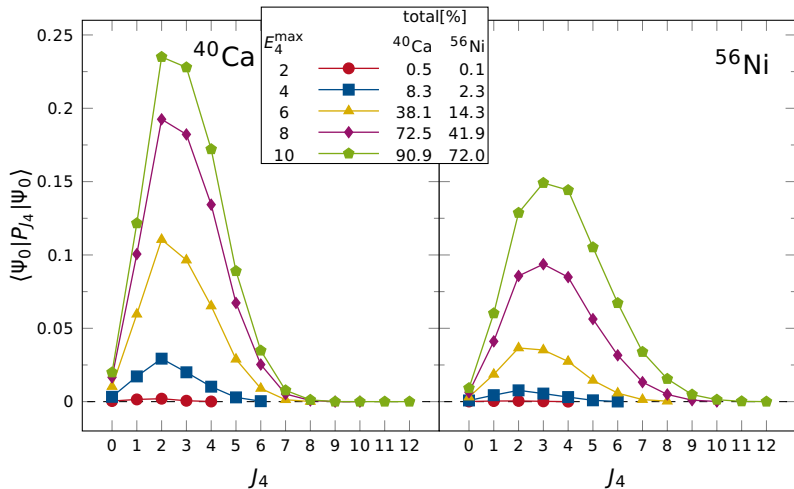 total[%]
E₄^max ⁴⁰Ca ⁵⁶Ni
2 0.5 0.1
4 8.3 2.3
6 38.1 14.3
8 72.5 41.9
10 90.9 72.0
⁴⁰Ca
⁵⁶Ni
0.25
0.2
0.15
0.1
0.05
0
⟨Ψ₀|P_{J₄}|Ψ₀⟩
0 1 2 3 4 5 6 7 8 9 10 11 12
0 1 2 3 4 5 6 7 8 9 10 11 12
J₄
J₄